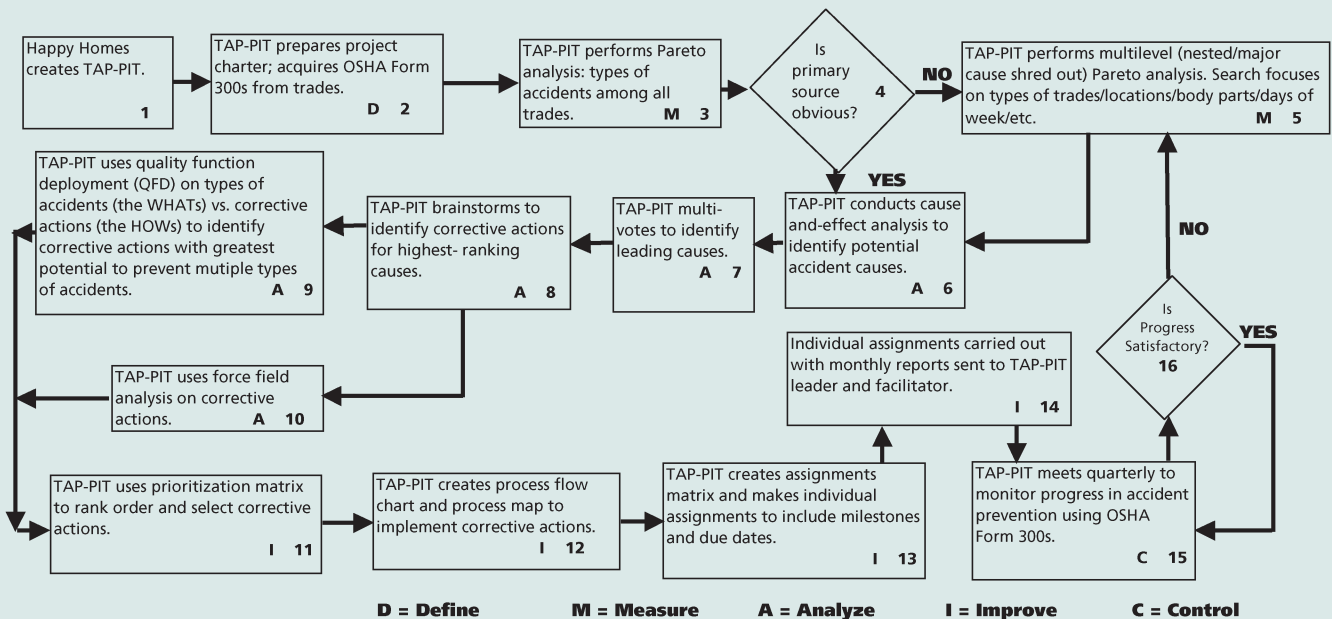 Happy Homes
creates TAP-PIT.
1
TAP-PIT prepares project
charter; acquires OSHA Form
300s from trades.
D 2
TAP-PIT performs Pareto
analysis: types of
accidents among all
trades. M 3
Is
primary
source 4
obvious?
NO
YES
TAP-PIT performs multilevel (nested/major
cause shred out) Pareto analysis. Search focuses
on types of trades/locations/body parts/days of
week/etc. M 5
TAP-PIT conducts cause
and-effect analysis to
identify potential
accident causes.
A 6
TAP-PIT multi-
votes to identify
leading causes.
A 7
TAP-PIT brainstorms to
identify corrective actions
for highest- ranking
causes.
A 8
TAP-PIT uses quality function
deployment (QFD) on types of
accidents (the WHATs) vs. corrective
actions (the HOWs) to identify
corrective actions with greatest
potential to prevent mutiple types
of accidents. A 9
TAP-PIT uses force field
analysis on corrective
actions. A 10
TAP-PIT uses prioritization matrix
to rank order and select corrective
actions.
I 11
TAP-PIT creates process flow
chart and process map to
implement corrective actions.
I 12
TAP-PIT creates assignments
matrix and makes individual
assignments to include milestones
and due dates.
I 13
Individual assignments carried out
with monthly reports sent to TAP-PIT
leader and facilitator.
I 14
TAP-PIT meets quarterly to
monitor progress in accident
prevention using OSHA
Form 300s.
C 15
Is
Progress
Satisfactory?
16
NO
YES
D = Define M = Measure A = Analyze I = Improve C = Control